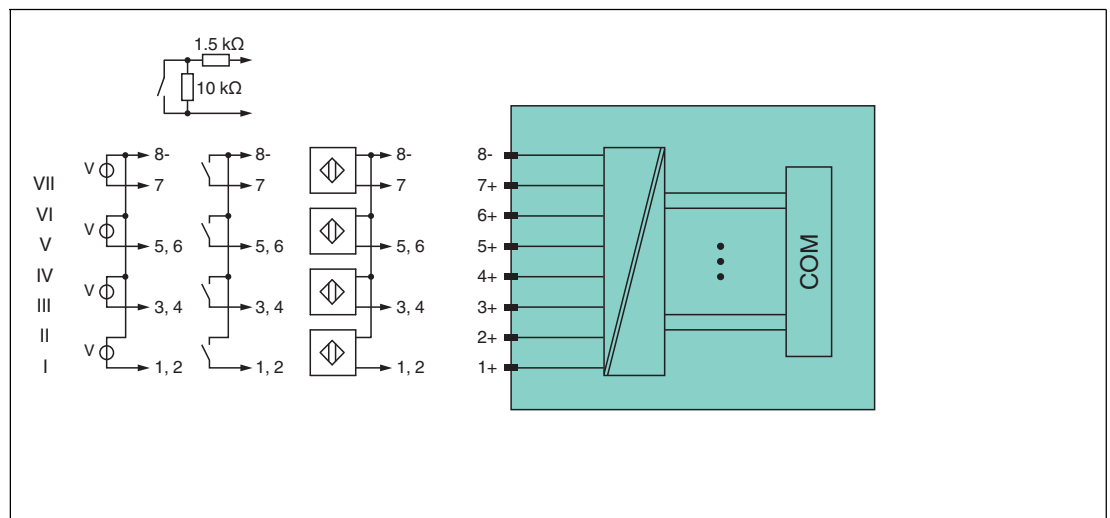 1.5 kΩ
10 kΩ
V 8- 8- 8- 8-
VII 7 7 7 7+
VI 6+
V V 5, 6 5, 6 5, 6 5+
IV 4+
V III 3, 4 3, 4 3, 4 3+
II 2+
V I 1, 2 1, 2 1, 2 1+
COM